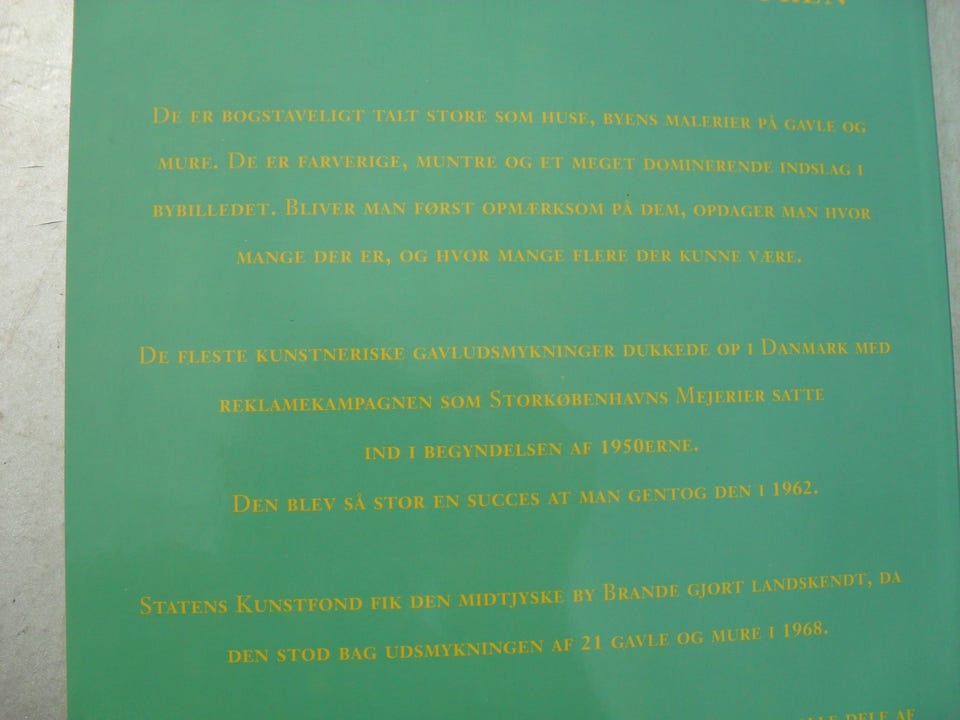 De er bogstaveligt talt store som huse, byens malerier på gavle og
mure. De er farverige, muntre og et meget dominerende indslag i
bybilledet. Bliver man først opmærksom på dem, opdager man hvor
mange der er, og hvor mange flere der kunne være.
De fleste kunstneriske gavludsmykninger dukkede op i Danmark med
reklamekampagnen som Storkøbenhavns Mejerier satte
ind i begyndelsen af 1950erne.
Den blev så stor en succes at man gentog den i 1962.
Statens Kunstfond fik den midtjyske by Brande gjort landskendt, da
den stod bag udsmykningen af 21 gavle og mure i 1968.
dele af